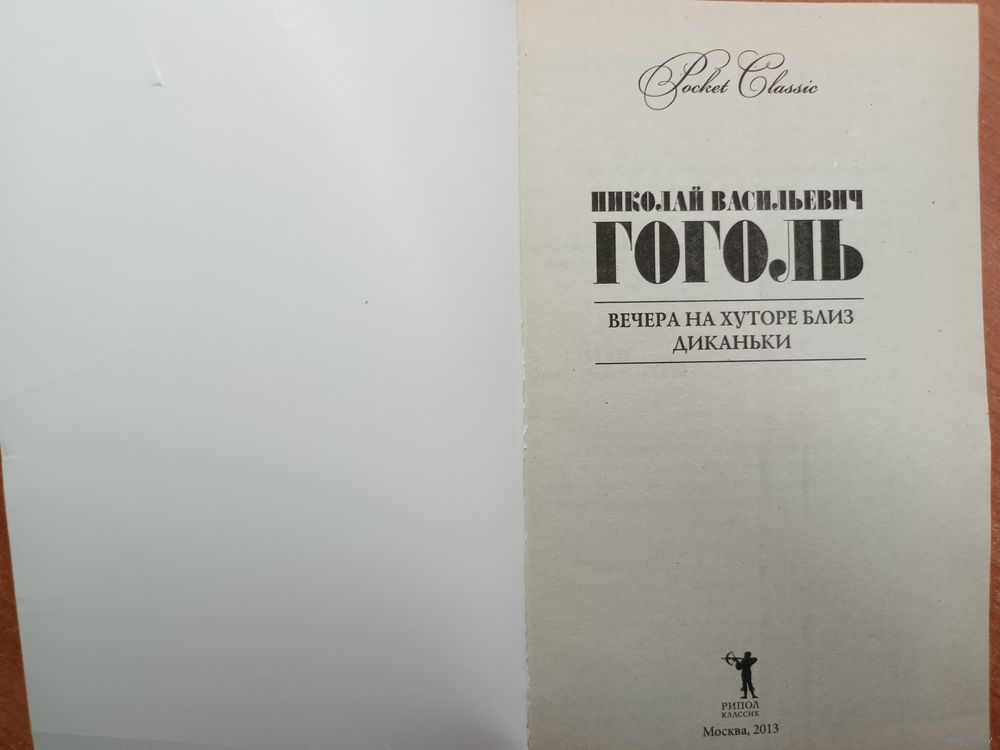 Pocket Classic
НИКОЛАЙ ВАСИЛЬЕВИЧ
ГОГОЛЬ
ВЕЧЕРА НА ХУТОРЕ БЛИЗ
ДИКАНЬКИ
РИПОЛ
КЛАССИК
Москва, 2013